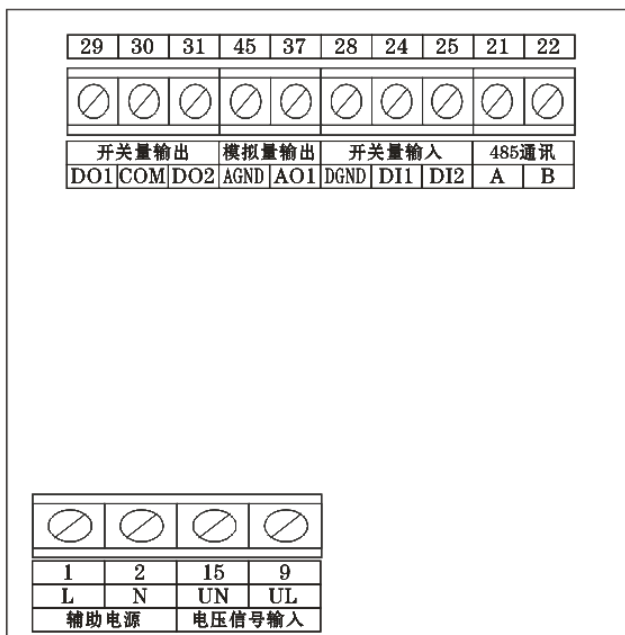 29 30 31 45 37 28 24 25 21 22
开关量输出 模拟量输出 开关量输入 485通讯
DO1 COM DO2 AGND AO1 DGND DI1 DI2 A B
1 2 15 9
L N UN UL
辅助电源 电压信号输入